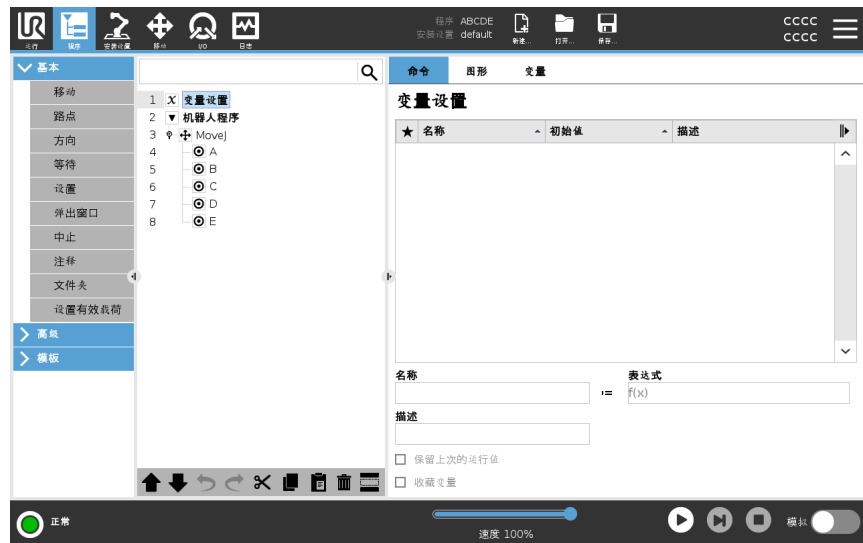 UR
程序 ABCDE
安装设置 default
CCCC
CCCC
运行
程序
安装设置
移动
I/O
日志
新建...
打开...
保存...
基本
移动
路点
方向
等待
设置
弹出窗口
中止
注释
文件夹
设置有效载荷
高级
模板
1 X 变量设置
2 ▼ 机器人程序
3 MoveJ
4 A
5 B
6 C
7 D
8 E
命令 图形 变量
变量设置
★ 名称 初始值 描述
名称 表达式
:= f(x)
描述
保留上次的运行值
收藏变量
正常
速度 100%
模拟